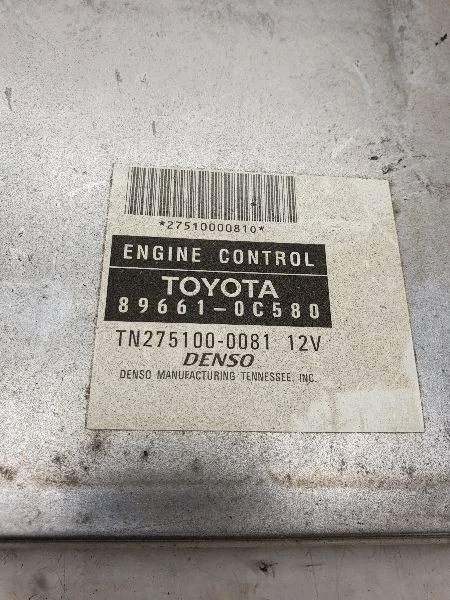 *27510000810*
ENGINE CONTROL
TOYOTA
89661-0C580
TN275100-0081 12V
DENSO
DENSO MANUFACTURING TENNESSEE, INC.